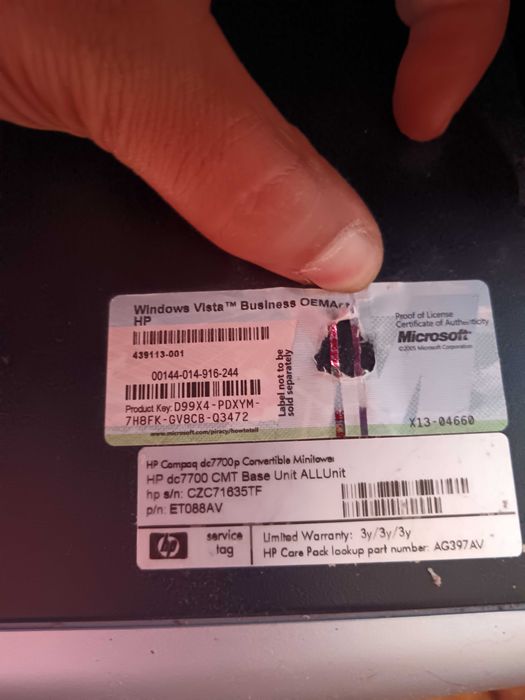 Windows Vista™ Business OEMAct
HP
439113-001
00144-014-916-244
Product Key: D99X4-PDXYM-
7H8FK-GV8CB-Q3472
www.microsoft.com/piracy/howtotell
Label not to be
sold separately
Proof of License
Certificate of Authenticity
Microsoft®
©2005 Microsoft Corporation
X13-04660
HP Compaq dc7700p Convertible Minitower
HP dc7700 CMT Base Unit ALLUnit
hp s/n: CZC71635TF
p/n: ET088AV
hp
service
tag
Limited Warranty: 3y/3y/3y
HP Care Pack lookup part number: AG397AV